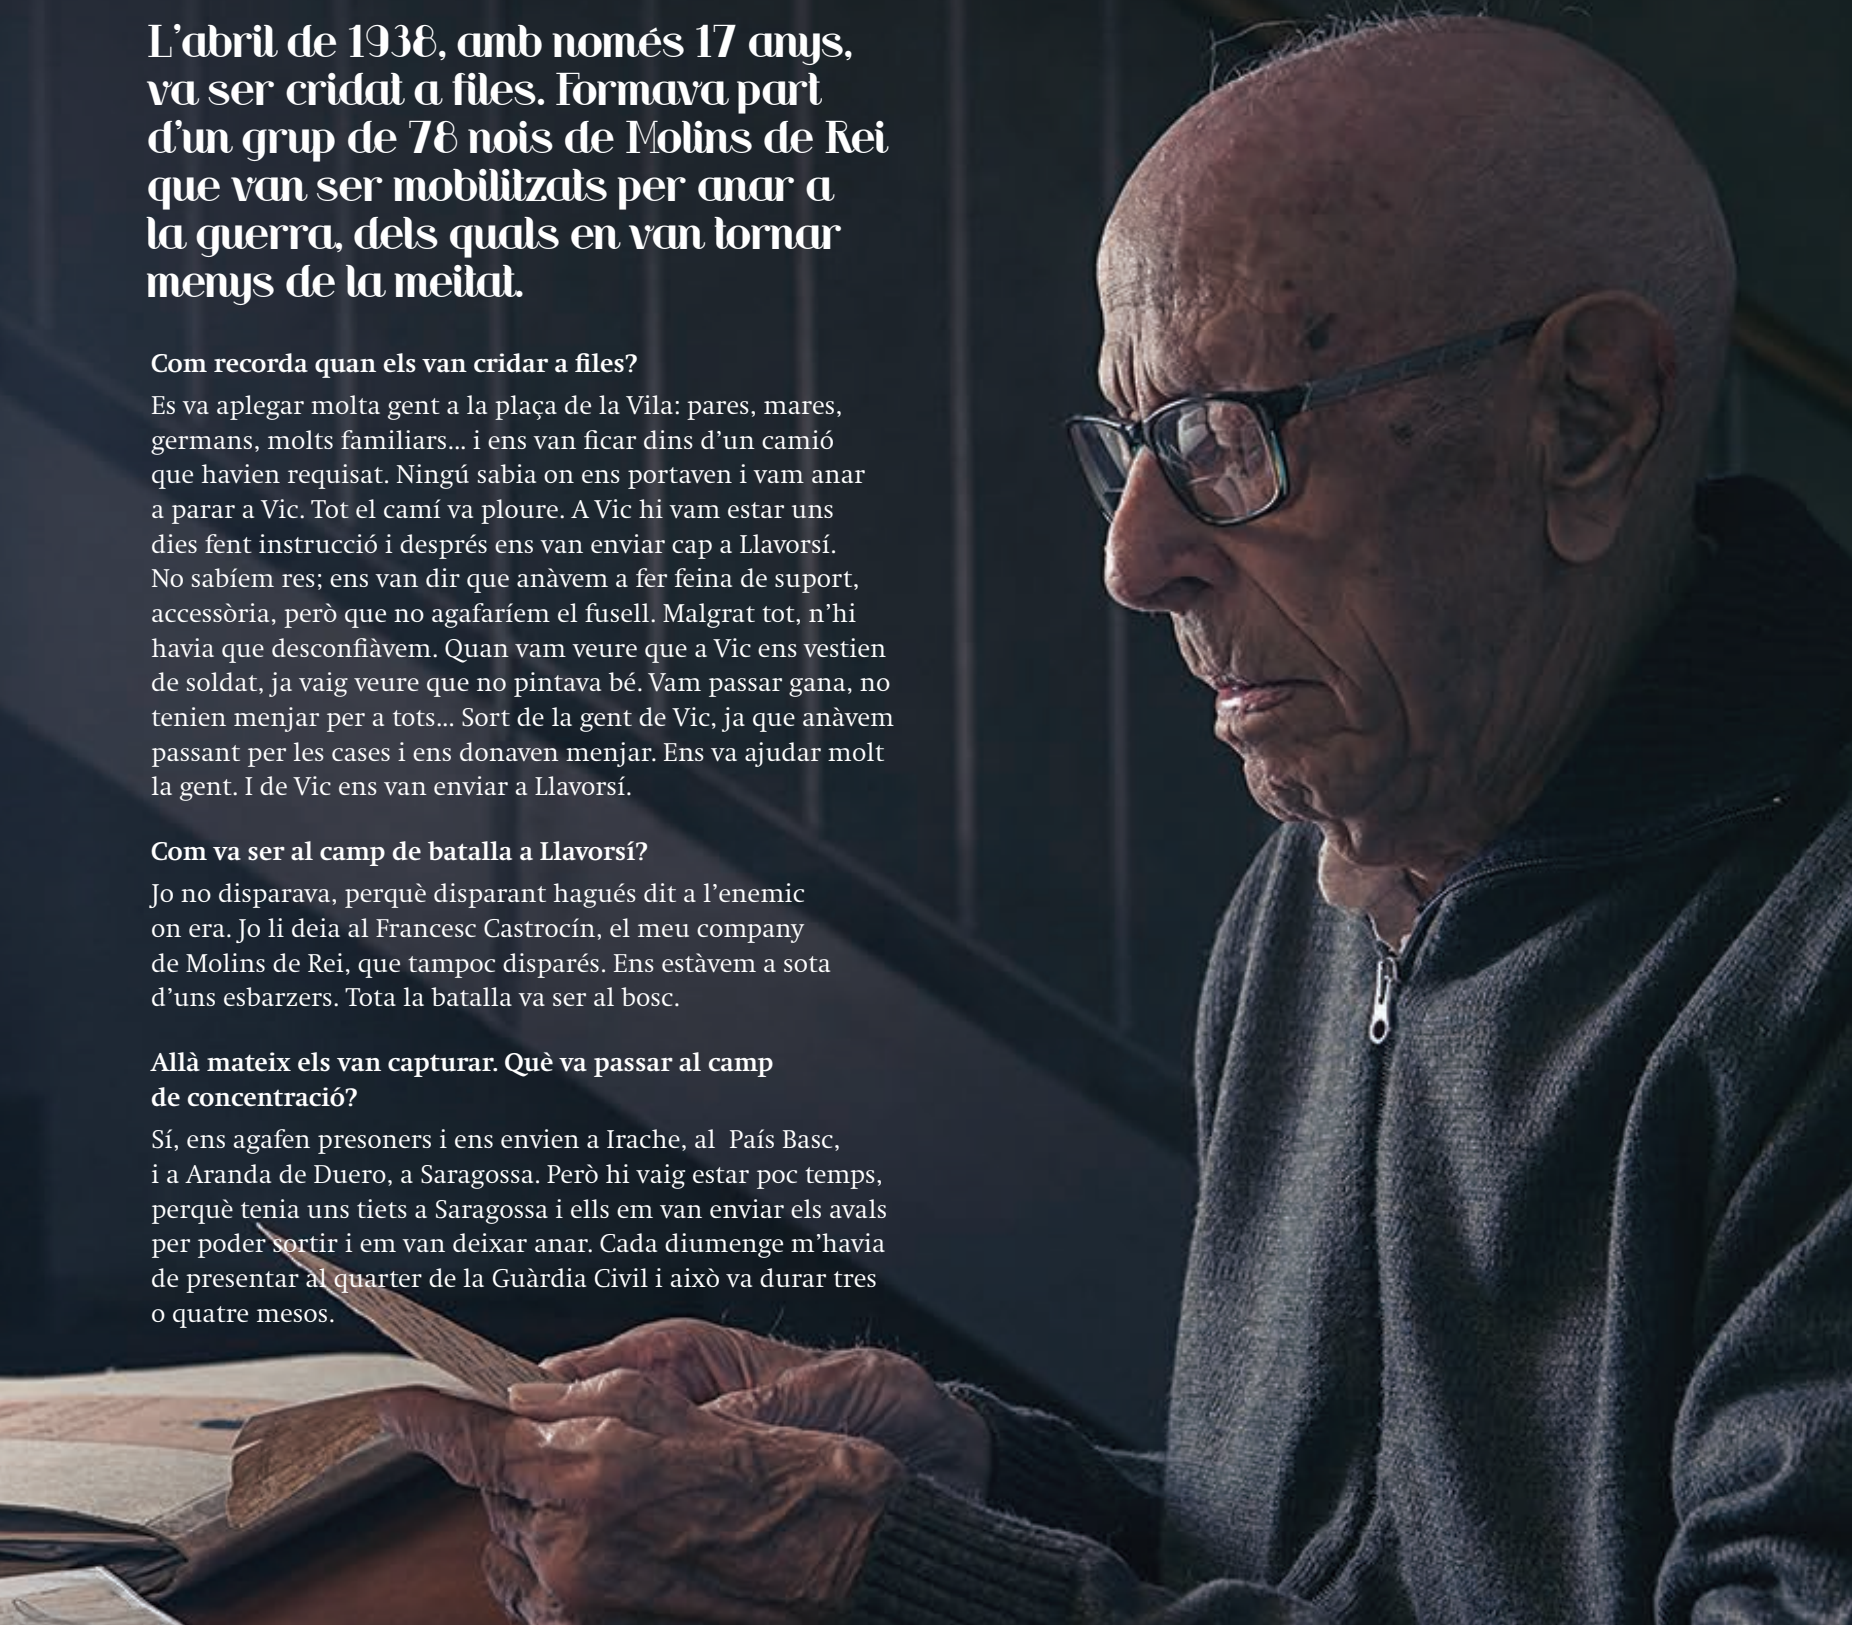 L’abril de 1938, amb només 17 anys,
va ser cridat a files. Formava part
d’un grup de 78 nois de Molins de Rei
que van ser mobilitzats per anar a
la guerra, dels quals en van tornar
menys de la meitat.
Com recorda quan els van cridar a files?
Es va aplegar molta gent a la plaça de la Vila: pares, mares,
germans, molts familiars... i ens van ficar dins d’un camió
que havien requisat. Ningú sabia on ens portaven i vam anar
a parar a Vic. Tot el camí va ploure. A Vic hi vam estar uns
dies fent instrucció i després ens van enviar cap a Llavorsí.
No sabíem res; ens van dir que anàvem a fer feina de suport,
accessòria, però que no agafaríem el fusell. Malgrat tot, n’hi
havia que desconfiàvem. Quan vam veure que a Vic ens vestien
de soldat, ja vaig veure que no pintava bé. Vam passar gana, no
tenien menjar per a tots... Sort de la gent de Vic, ja que anàvem
passant per les cases i ens donaven menjar. Ens va ajudar molt
la gent. I de Vic ens van enviar a Llavorsí.
Com va ser al camp de batalla a Llavorsí?
Jo no disparava, perquè disparant hagués dit a l’enemic
on era. Jo li deia al Francesc Castrocín, el meu company
de Molins de Rei, que tampoc disparés. Ens estàvem a sota
d’uns esbarzers. Tota la batalla va ser al bosc.
Allà mateix els van capturar. Què va passar al camp
de concentració?
Sí, ens agafen presoners i ens envien a Irache, al País Basc,
i a Aranda de Duero, a Saragossa. Però hi vaig estar poc temps,
perquè tenia uns tiets a Saragossa i ells em van enviar els avals
per poder sortir i em van deixar anar. Cada diumenge m’havia
de presentar al quarter de la Guàrdia Civil i això va durar tres
o quatre mesos.